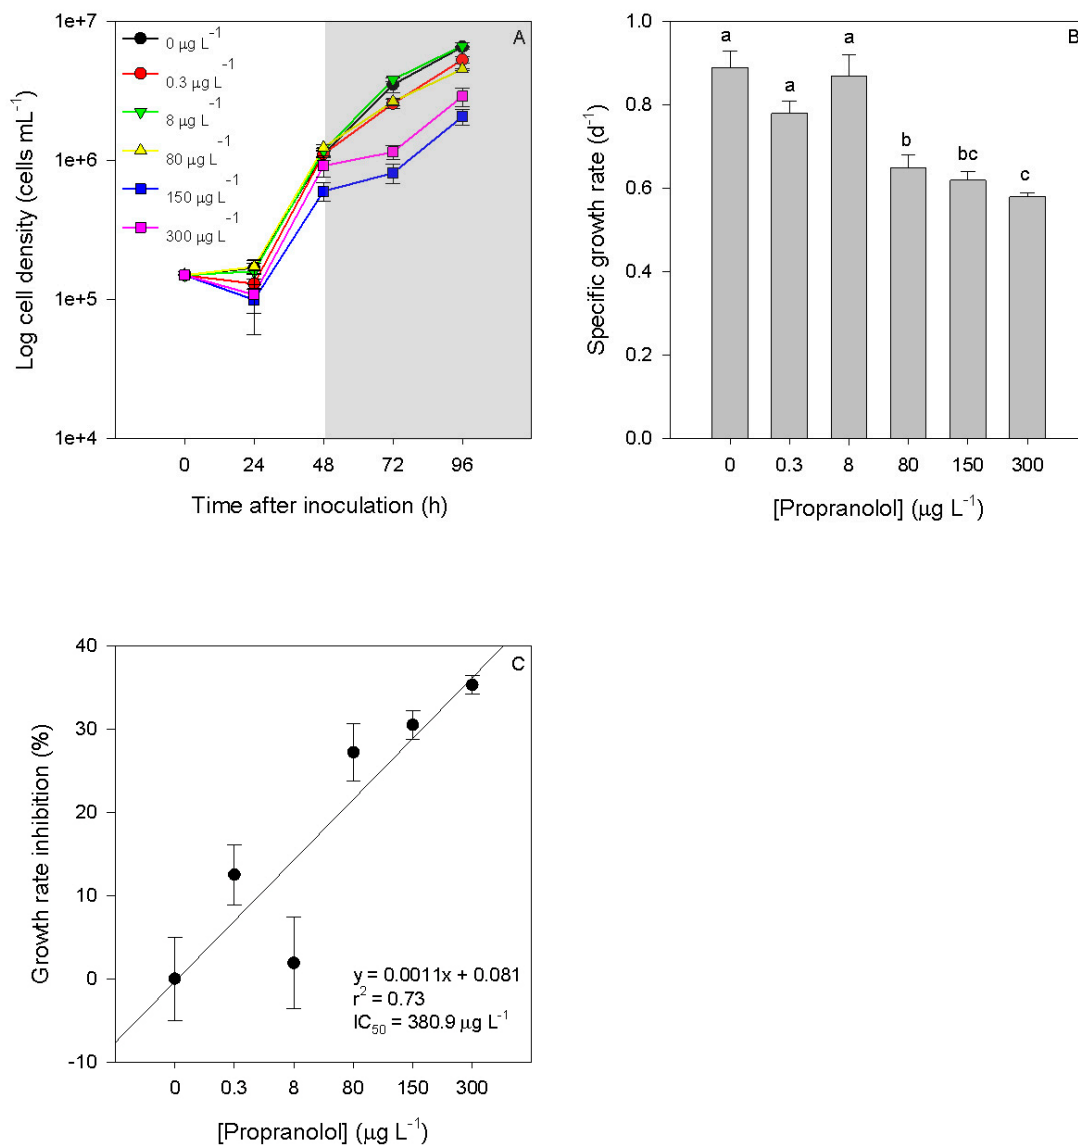 1e+7
1e+6
1e+5
1e+4
Log cell density (cells mL⁻¹)
A
0 µg L⁻¹
0.3 µg L⁻¹
8 µg L⁻¹
80 µg L⁻¹
150 µg L⁻¹
300 µg L⁻¹
0 24 48 72 96
Time after inoculation (h)
B
1.0
0.8
0.6
0.4
0.2
0.0
Specific growth rate (d⁻¹)
a a a b bc c
0 0.3 8 80 150 300
[Propranolol] (µg L⁻¹)
C
40
30
20
10
0
-10
Growth rate inhibition (%)
y = 0.0011x + 0.081
r² = 0.73
IC₅₀ = 380.9 µg L⁻¹
0 0.3 8 80 150 300
[Propranolol] (µg L⁻¹)